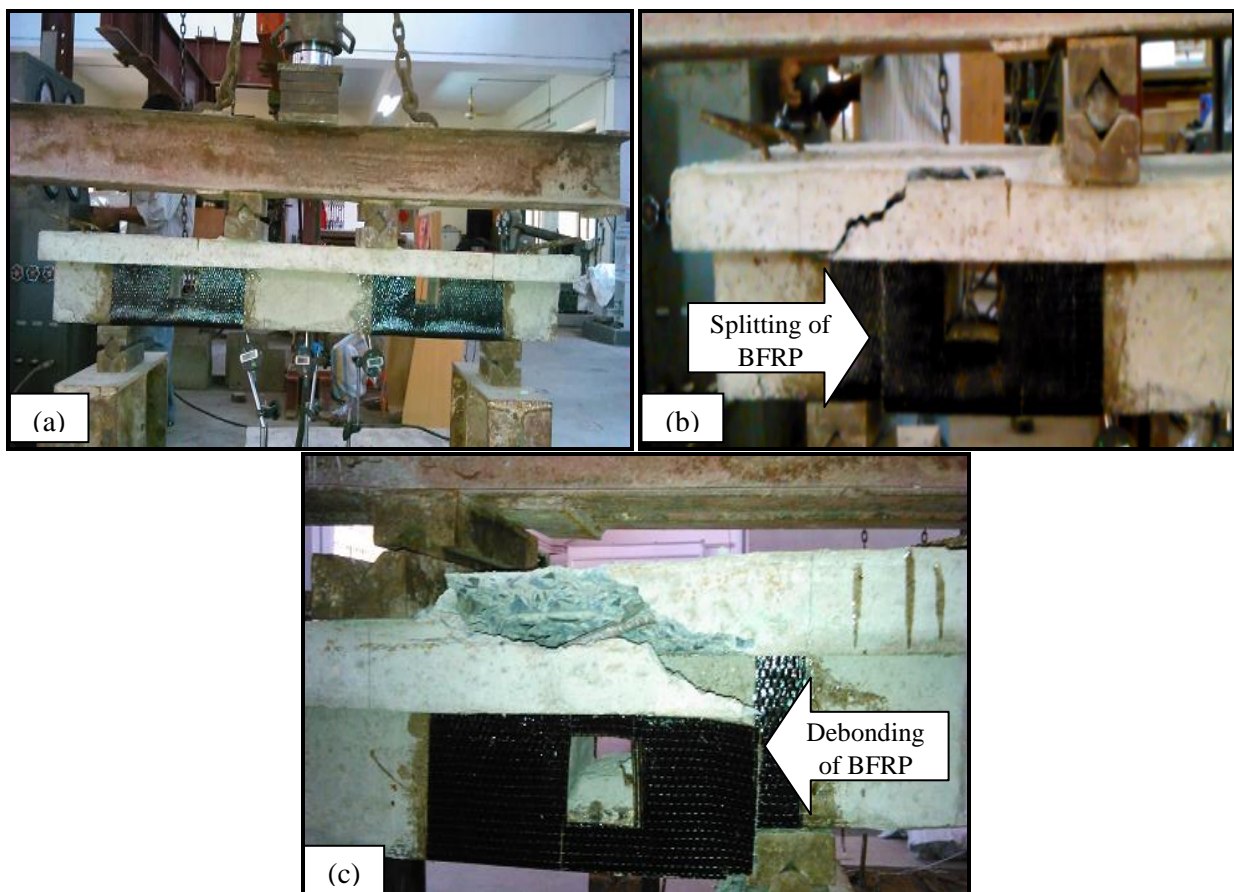 (a)
Splitting of
BFRP
(b)
Debonding
of BFRP
(c)